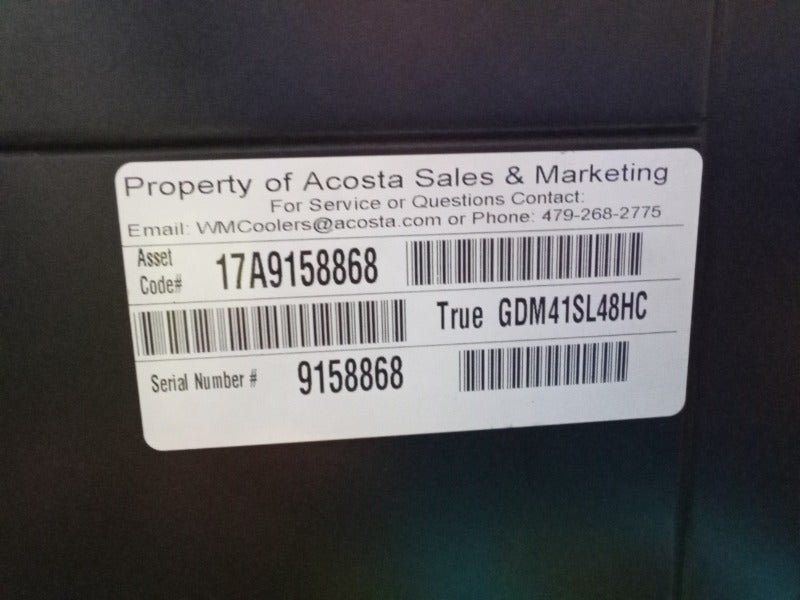 Property of Acosta Sales & Marketing
For Service or Questions Contact:
Email: WMCoolers@acosta.com or Phone: 479-268-2775
Asset Code# 17A9158868
True GDM41SL48HC
Serial Number # 9158868